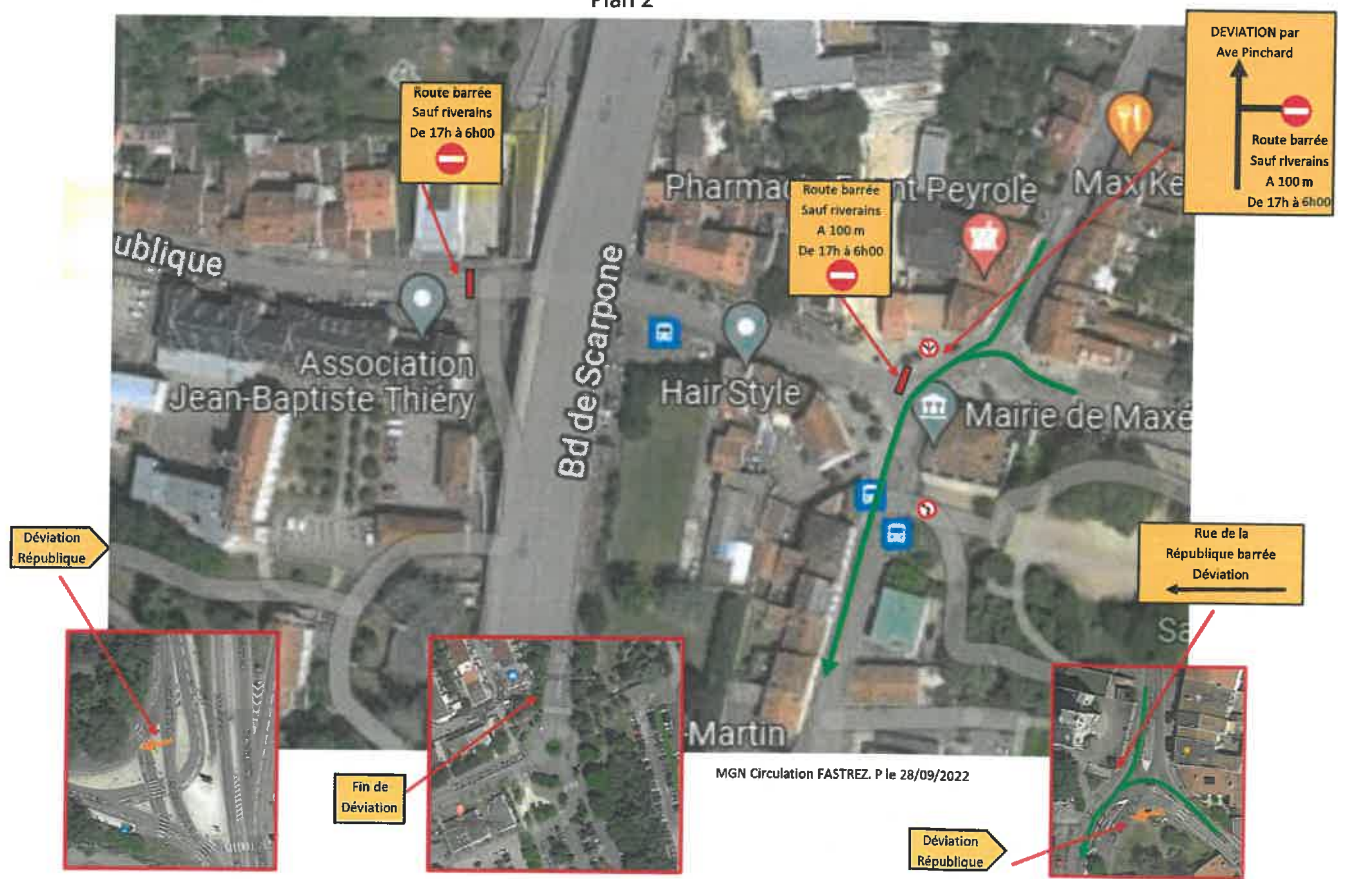 Plan 2
DEVIATION par
Ave Pinchard
Route barrée
Sauf riverains
A 100 m
De 17h à 6h00
Route barrée
Sauf riverains
De 17h à 6h00
Pharmacie Peyrole
Max Ke
Route barrée
Sauf riverains
A 100 m
De 17h à 6h00
ublique
Bd de Scarpone
Association
Jean-Baptiste Thiéry
Hair Style
Mairie de Maxé
Déviation
République
Rue de la
République barrée
Déviation
Sa
-Martin
MGN Circulation FASTREZ. P le 28/09/2022
Fin de
Déviation
Déviation
République